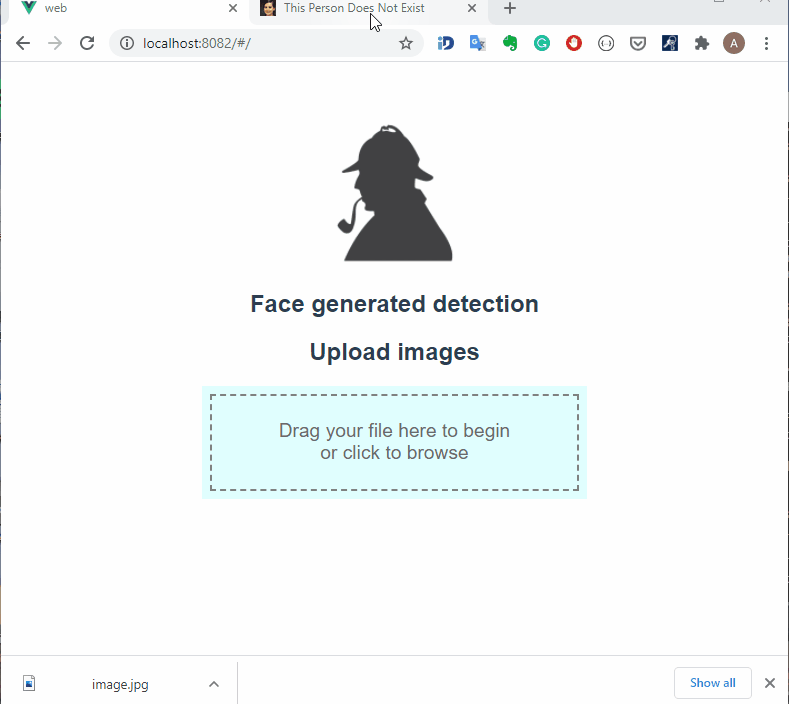 web
This Person Does Not Exist
localhost:8082/#/
A
Face generated detection
Upload images
Drag your file here to begin
or click to browse
image.jpg
Show all